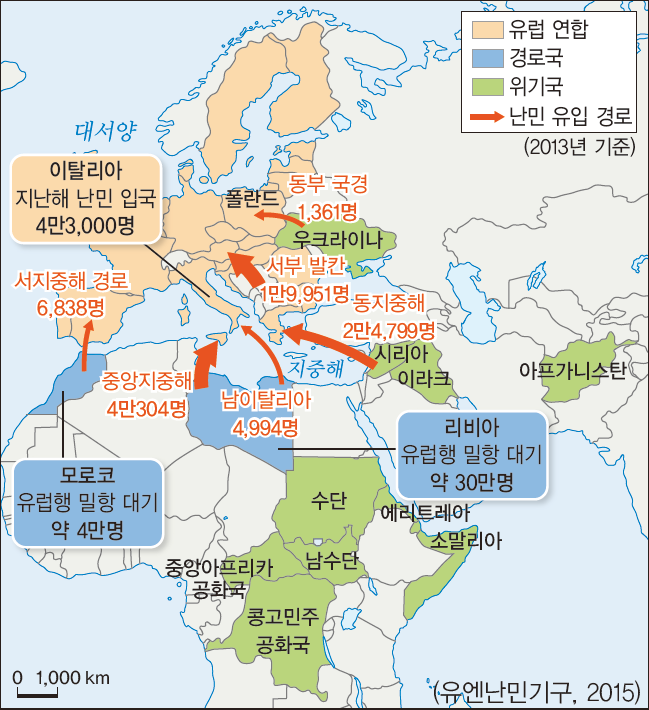 유럽 연합
경로국
위기국
난민 유입 경로
(2013년 기준)
대서양
이탈리아
지난해 난민 입국
4만3,000명
폴란드
동부 국경
1,361명
우크라이나
서지중해 경로
6,838명
서부 발칸
1만9,951명
동지중해
2만4,799명
지중해
시리아
이라크
아프가니스탄
중앙지중해
4만304명
남이탈리아
4,994명
리비아
유럽행 밀항 대기
약 30만명
모로코
유럽행 밀항 대기
약 4만명
수단
에리트레아
소말리아
중앙아프리카
공화국
남수단
콩고민주
공화국
0 1,000 km
(유엔난민기구, 2015)